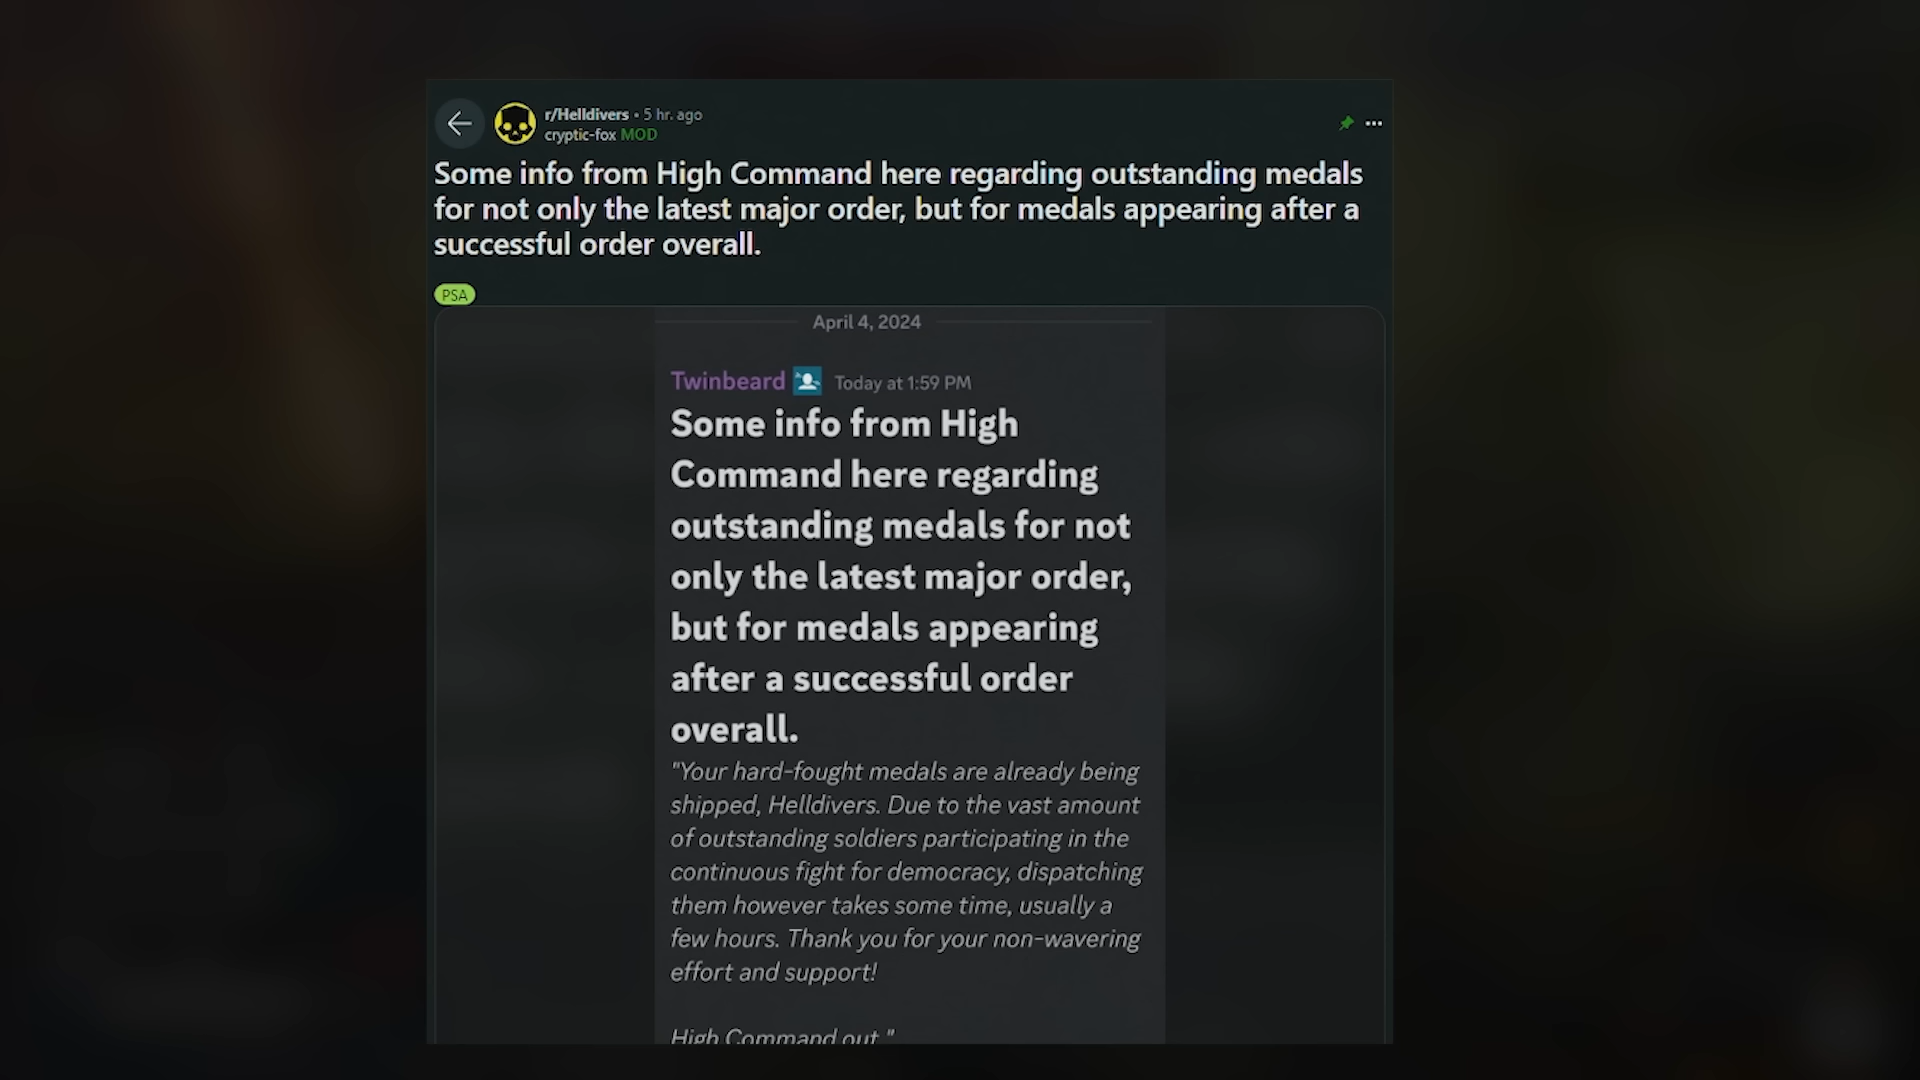 r/Helldivers • 5 hr. ago
cryptic-fox MOD
Some info from High Command here regarding outstanding medals
for not only the latest major order, but for medals appearing after a
successful order overall.
PSA
April 4, 2024
Twinbeard Today at 1:59 PM
Some info from High
Command here regarding
outstanding medals for not
only the latest major order,
but for medals appearing
after a successful order
overall.
"Your hard-fought medals are already being
shipped, Helldivers. Due to the vast amount
of outstanding soldiers participating in the
continuous fight for democracy, dispatching
them however takes some time, usually a
few hours. Thank you for your non-wavering
effort and support!
High Command out."